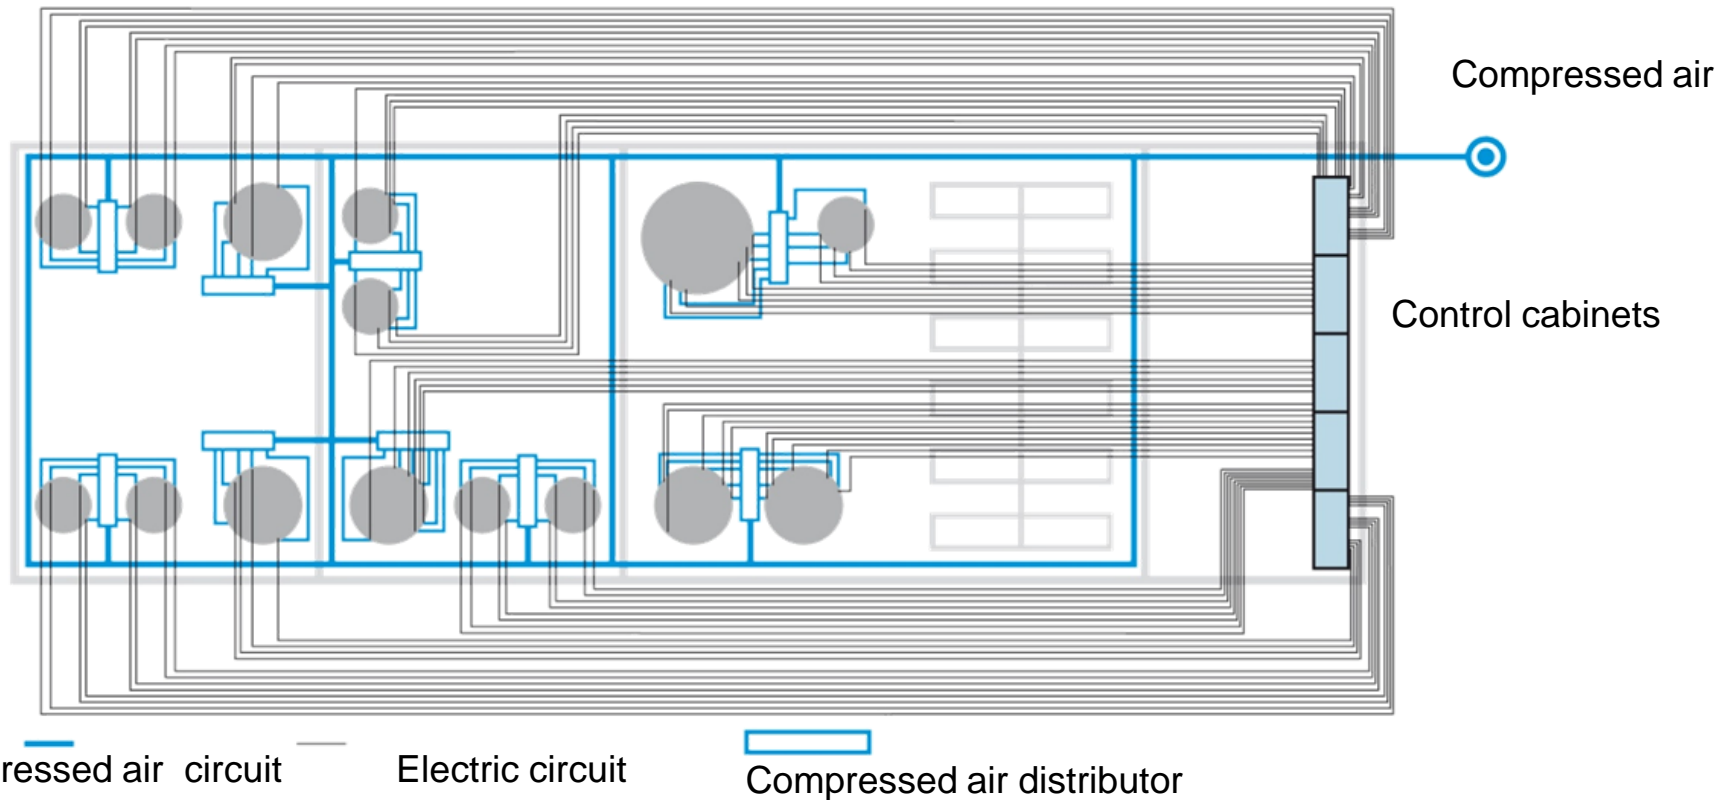 Compressed air
Control cabinets
ressed air circuit
Electric circuit
Compressed air distributor